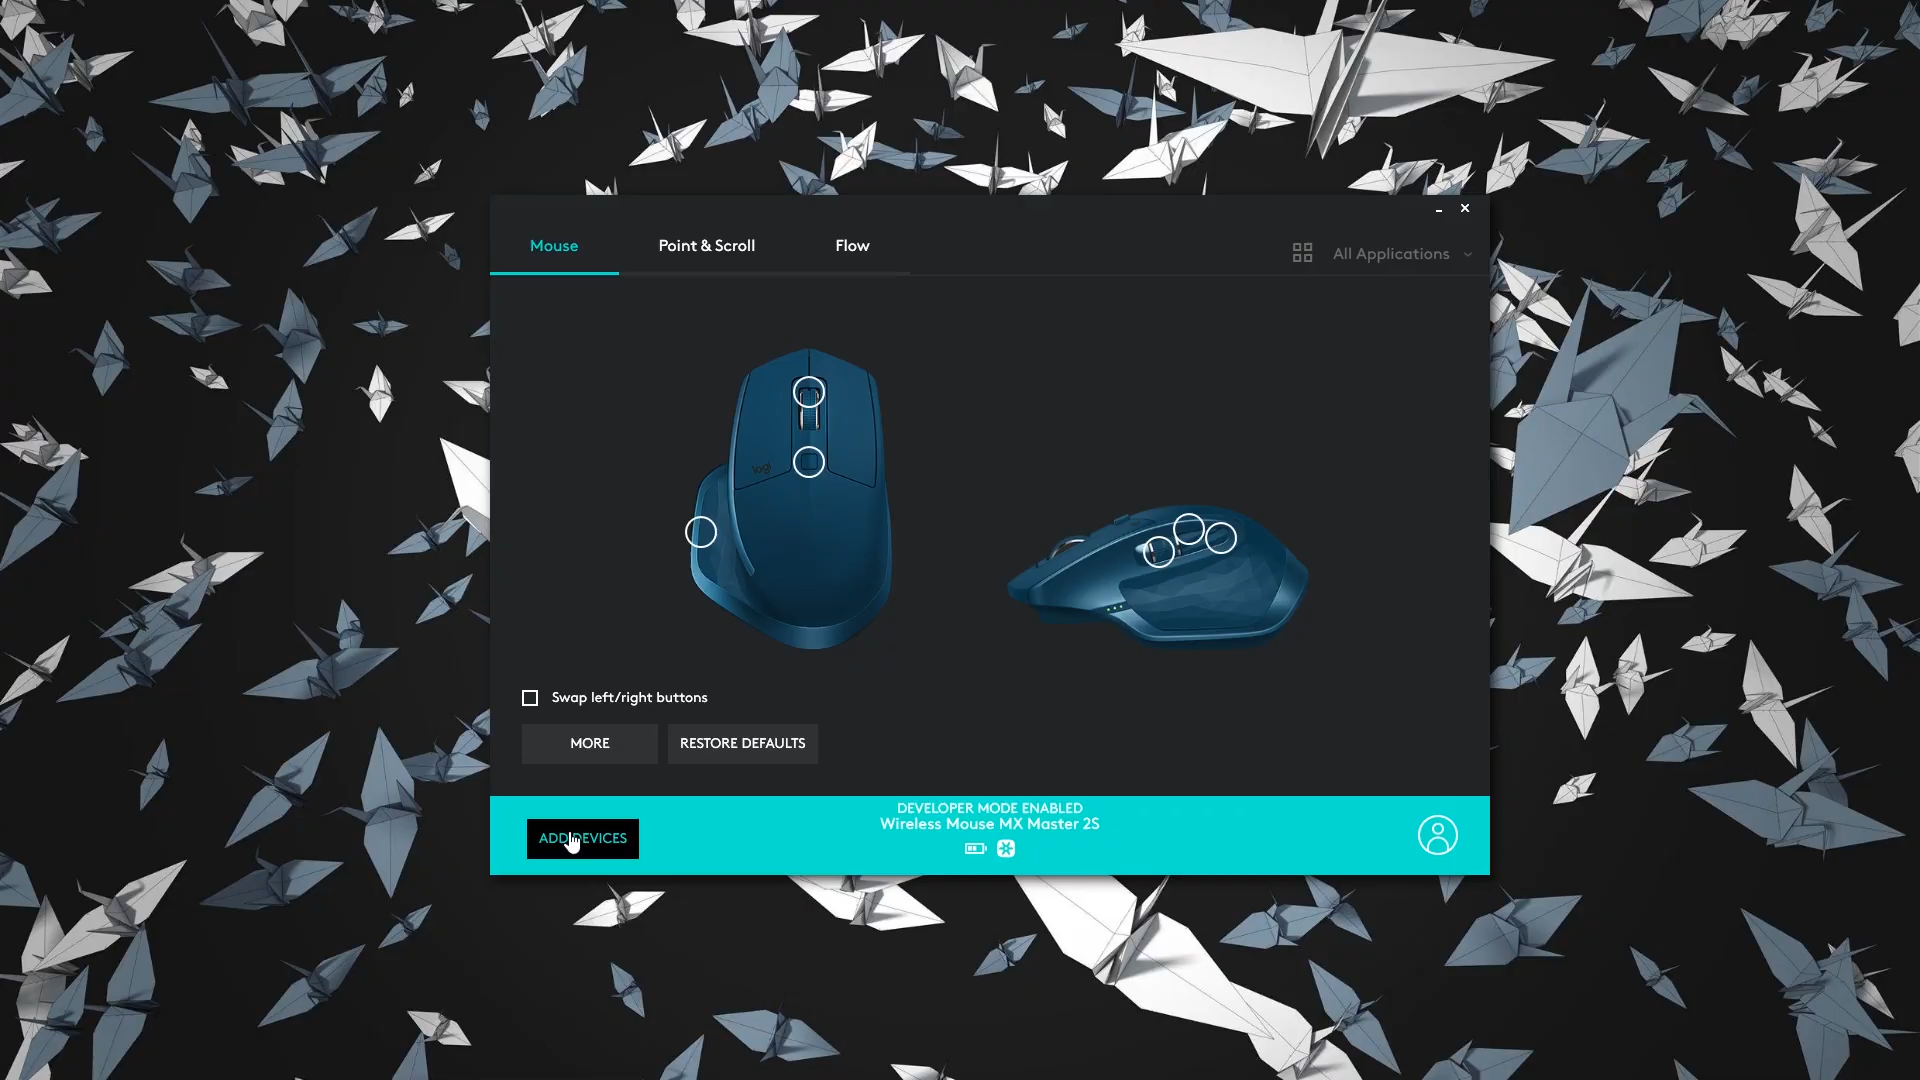 Mouse
Point & Scroll
Flow
All Applications
logi
Swap left/right buttons
MORE
RESTORE DEFAULTS
ADD DEVICES
DEVELOPER MODE ENABLED
Wireless Mouse MX Master 2S